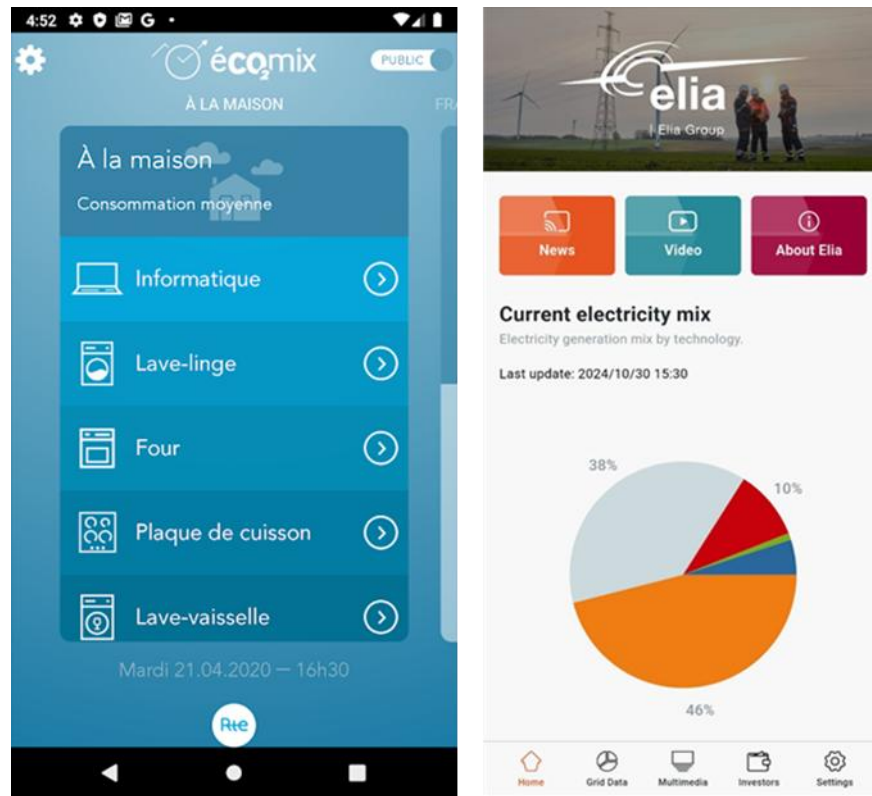 4:52
éco2mix
PUBLIC
À LA MAISON
FRA
À la maison
Consommation moyenne
Informatique
Lave-linge
Four
Plaque de cuisson
Lave-vaisselle
Mardi 21.04.2020 — 16h30
Rte
elia
Elia Group
News
Video
About Elia
Current electricity mix
Electricity generation mix by technology.
Last update: 2024/10/30 15:30
38%
10%
46%
Home
Grid Data
Multimedia
Investors
Settings